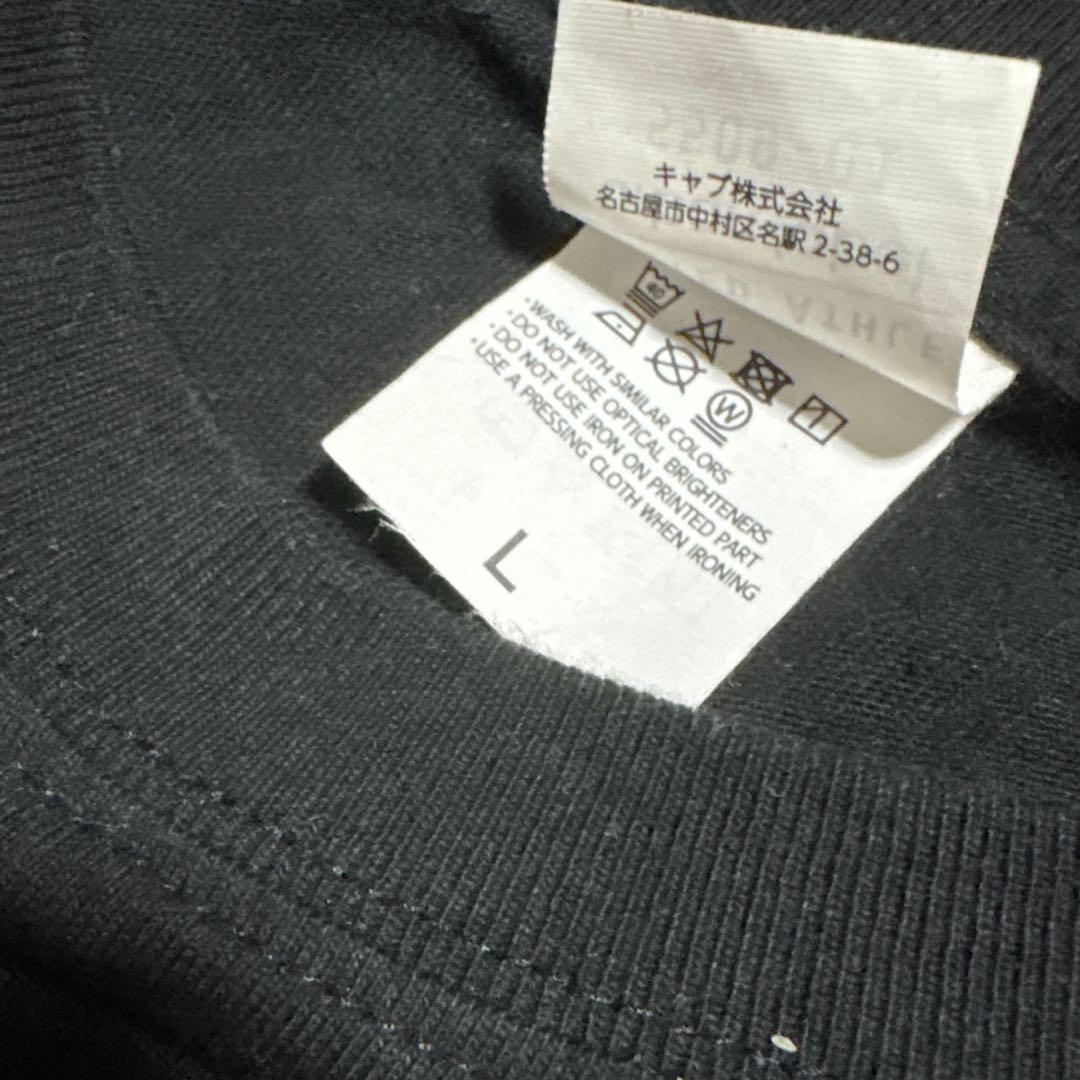 キャブ株式会社
名古屋市中村区名駅 2-38-6
40
W
•WASH WITH SIMILAR COLORS
•DO NOT USE OPTICAL BRIGHTENERS
•DO NOT USE IRON ON PRINTED PART
•USE A PRESSING CLOTH WHEN IRONING
L